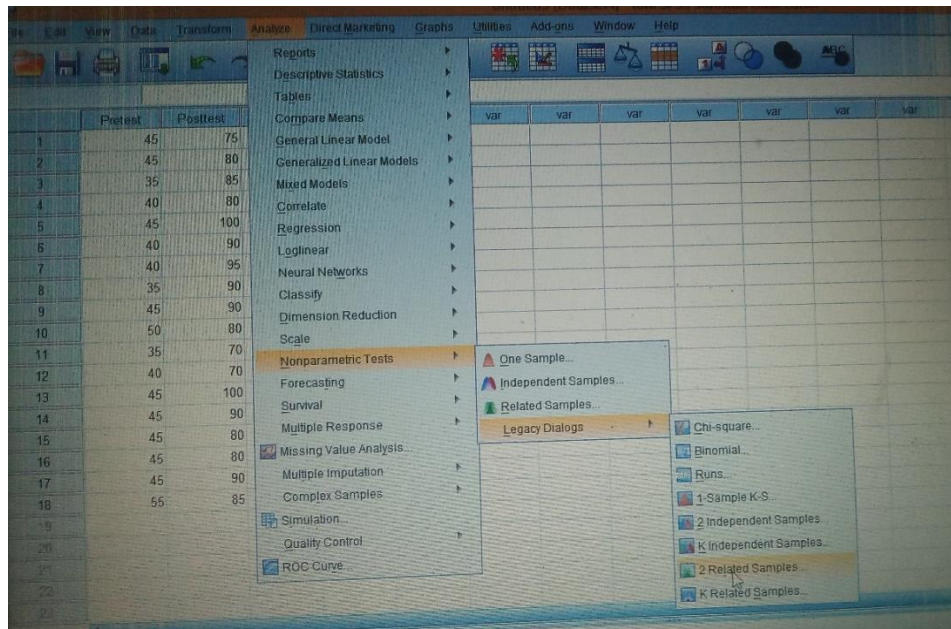 Edit View Data Transform Analyze Direct Marketing Graphs Utilities Add-ons Window Help
Pretest Posttest var var var var var var var
1 45 75
2 45 80
3 35 85
4 40 80
5 45 100
6 40 90
7 40 95
8 35 90
9 45 90
10 50 80
11 35 70
12 40 70
13 45 100
14 45 90
15 45 80
16 45 80
17 45 90
18 55 85
19
20
21
22
Reports
Descriptive Statistics
Tables
Compare Means
General Linear Model
Generalized Linear Models
Mixed Models
Correlate
Regression
Loglinear
Neural Networks
Classify
Dimension Reduction
Scale
Nonparametric Tests
Forecasting
Survival
Multiple Response
Missing Value Analysis...
Multiple Imputation
Complex Samples
Simulation...
Quality Control
ROC Curve...
One Sample...
Independent Samples...
Related Samples...
Legacy Dialogs
Chi-square...
Binomial...
Runs...
1-Sample K-S...
2 Independent Samples...
K Independent Samples...
2 Related Samples...
K Related Samples...